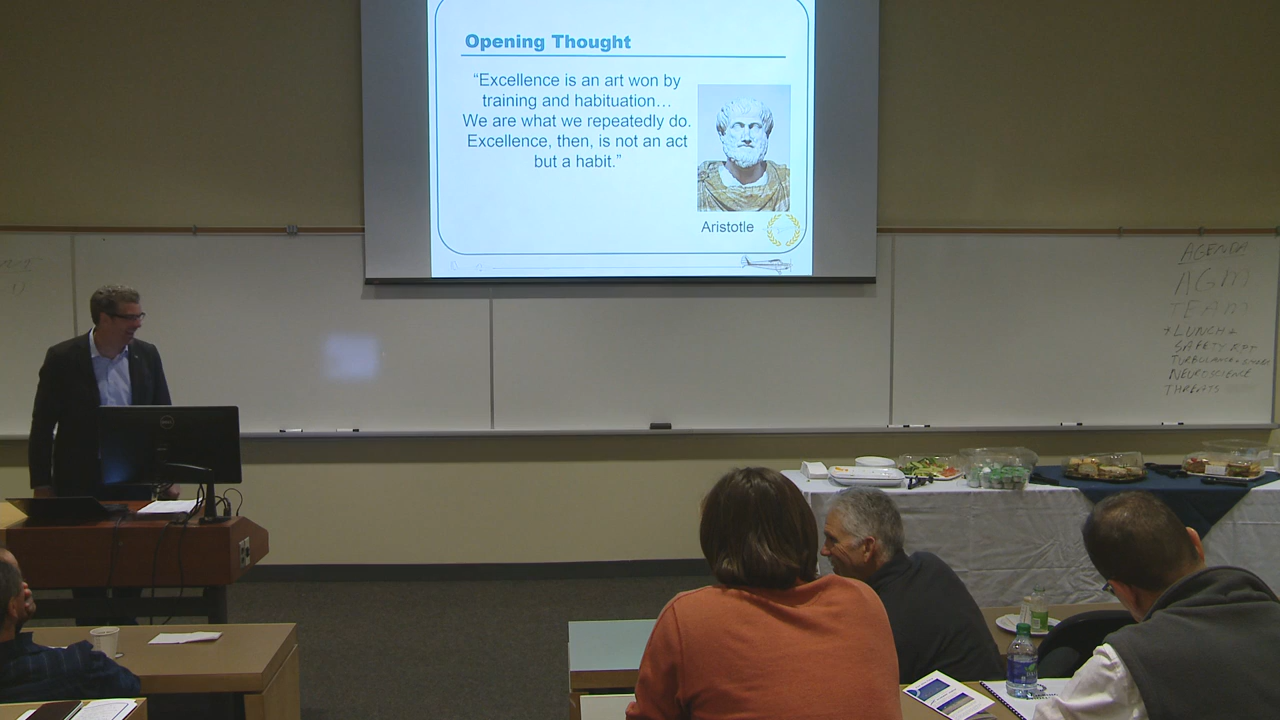 Opening Thought
“Excellence is an art won by
training and habituation…
We are what we repeatedly do.
Excellence, then, is not an act
but a habit.”
Aristotle
AGENDA
AGM
TEAM
LUNCH +
SAFETY RPT
NEUROSCIENCE
THREATS
DELL